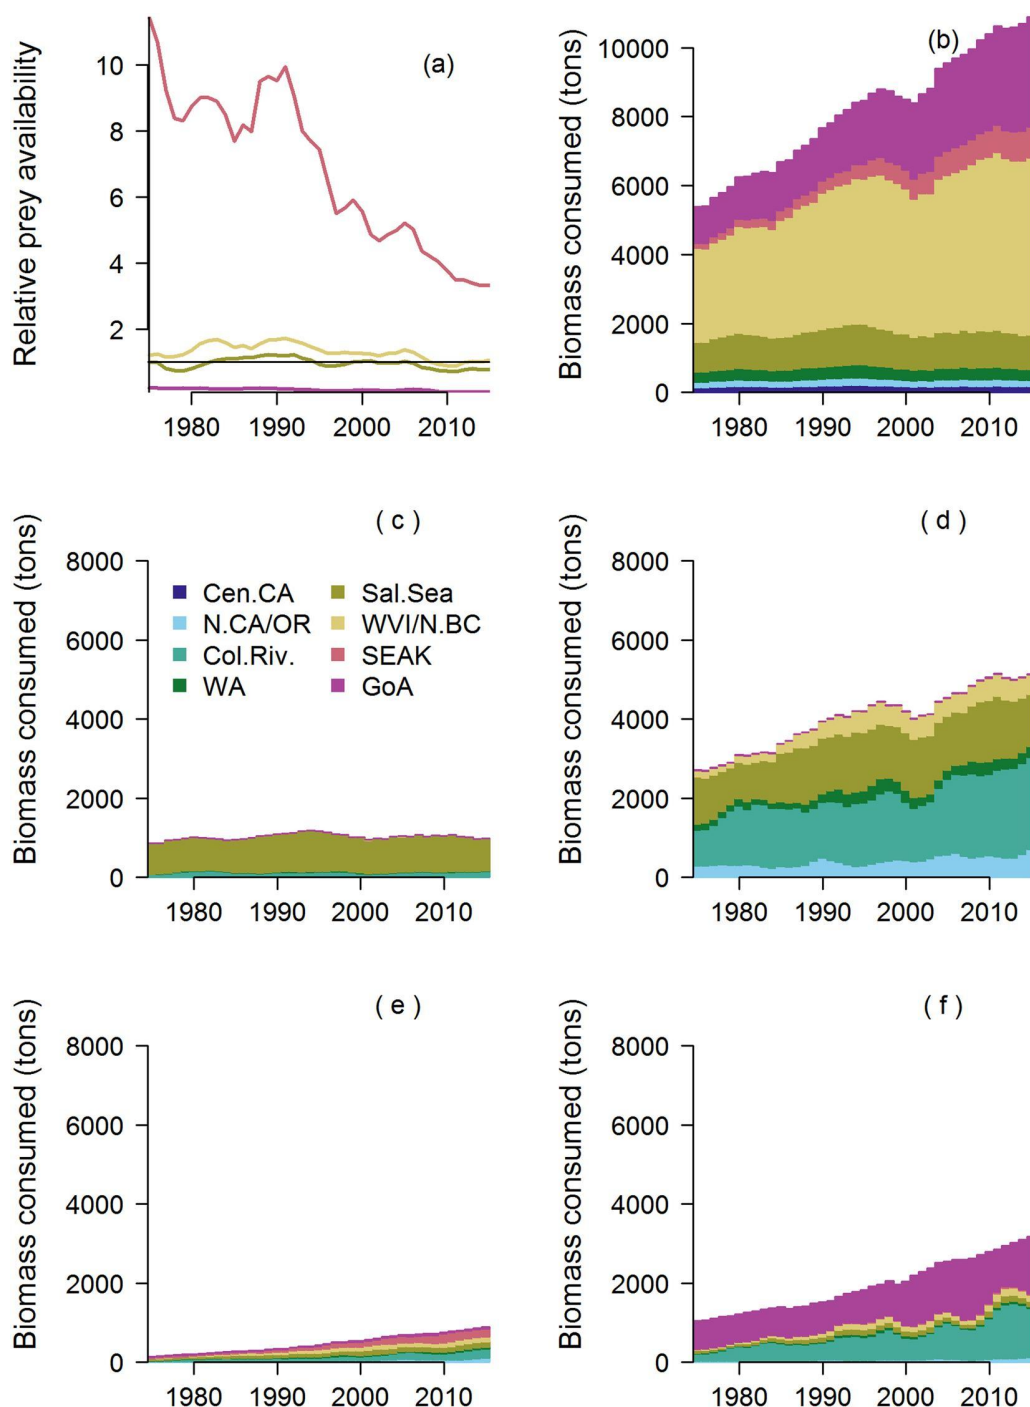 (a)
Relative prey availability
10
8
6
4
2
1980 1990 2000 2010
(b)
Biomass consumed (tons)
10000
8000
6000
4000
2000
0
1980 1990 2000 2010
( c )
Biomass consumed (tons)
8000
6000
4000
2000
0
Cen.CA Sal.Sea
N.CA/OR WVI/N.BC
Col.Riv. SEAK
WA GoA
1980 1990 2000 2010
( d )
Biomass consumed (tons)
8000
6000
4000
2000
0
1980 1990 2000 2010
( e )
Biomass consumed (tons)
8000
6000
4000
2000
0
1980 1990 2000 2010
( f )
Biomass consumed (tons)
8000
6000
4000
2000
0
1980 1990 2000 2010